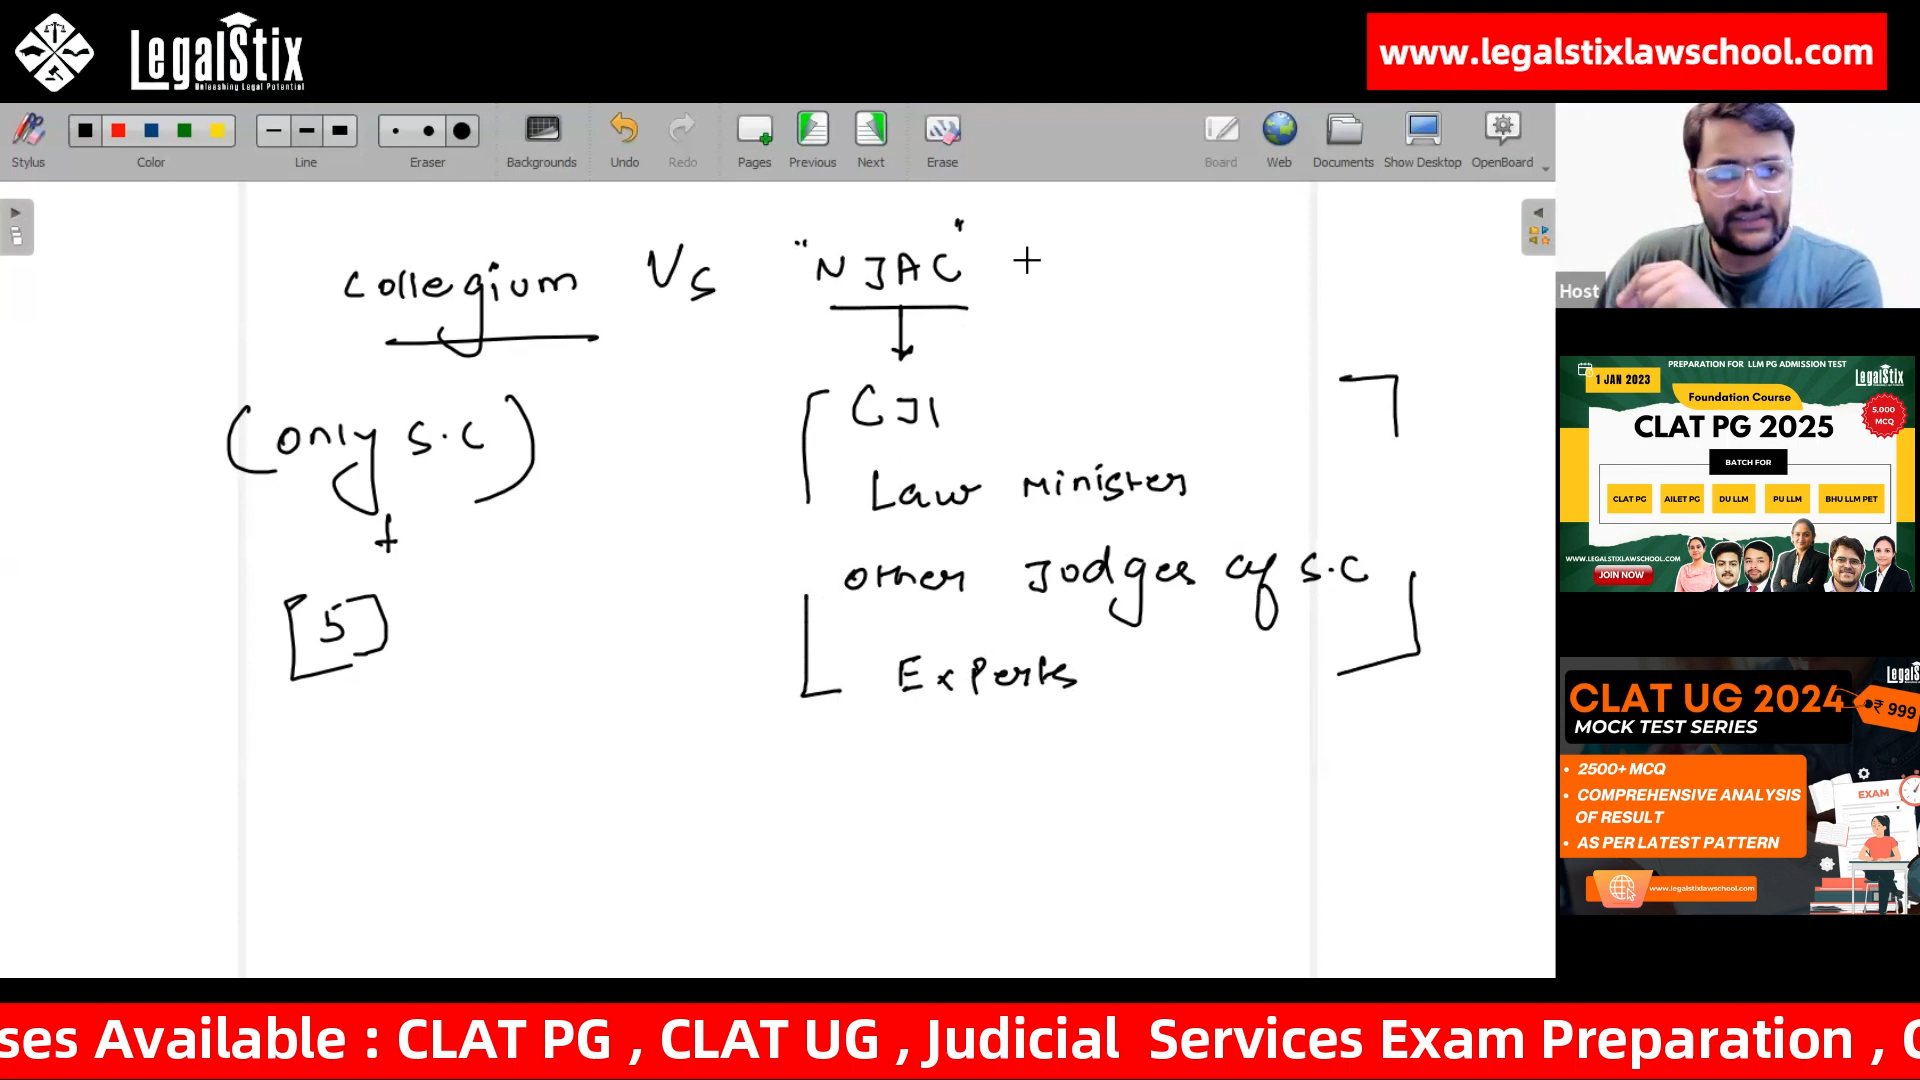 LegalStix
Unleashing Legal Potential
www.legalstixlawschool.com
Stylus
Color
Line
Eraser
Backgrounds
Undo
Redo
Pages
Previous
Next
Erase
Board
Web
Documents
Show Desktop
OpenBoard
collegium Vs "NJAC"
(only s.c)
[5]
CJI
Law Minister
other Judges of s.c
Experts
Host
PREPARATION FOR LLM PG ADMISSION TEST
1 JAN 2023
LegalStix
Foundation Course
5,000
MCQ
CLAT PG 2025
BATCH FOR
CLAT PG
AILET PG
DU LLM
PU LLM
BHU LLM PET
WWW.LEGALSTIXLAWSCHOOL.COM
JOIN NOW
CLAT UG 2024
₹ 999
MOCK TEST SERIES
• 2500+ MCQ
• COMPREHENSIVE ANALYSIS
OF RESULT
• AS PER LATEST PATTERN
EXAM
www.legalstixlawschool.com
ses Available : CLAT PG , CLAT UG , Judicial Services Exam Preparation ,